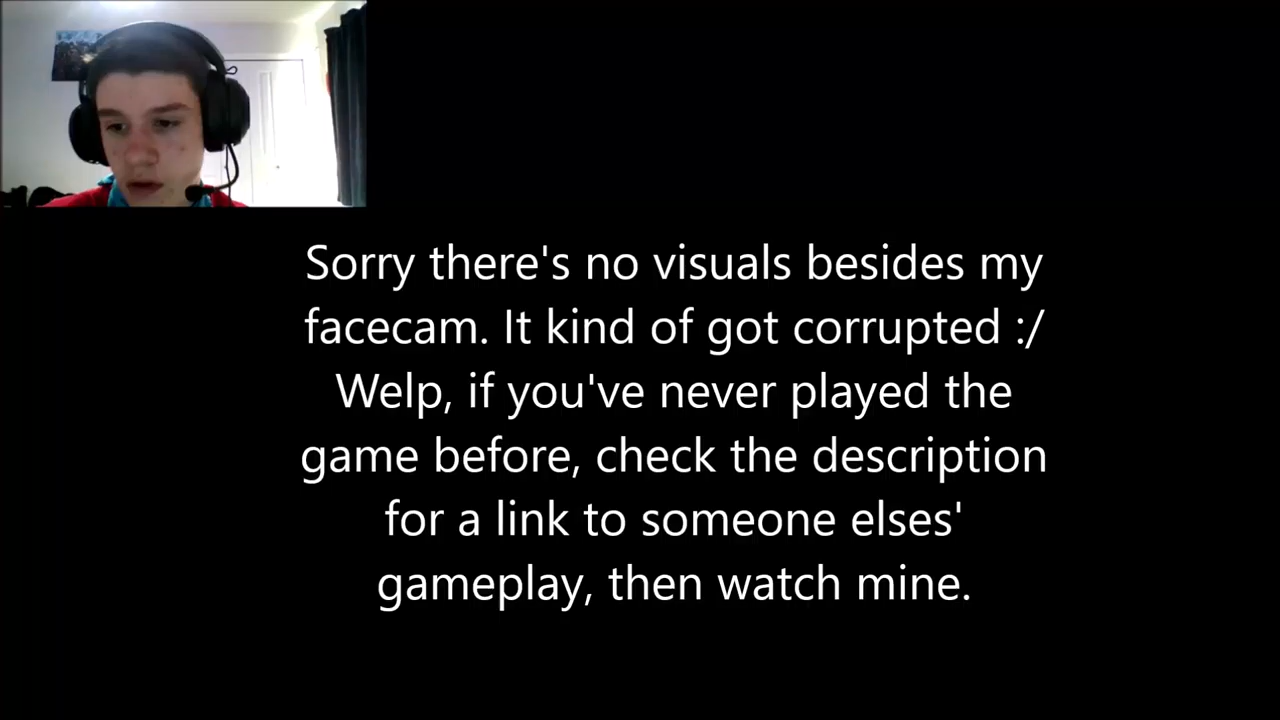 Sorry there's no visuals besides my
facecam. It kind of got corrupted :/
Welp, if you've never played the
game before, check the description
for a link to someone elses'
gameplay, then watch mine.